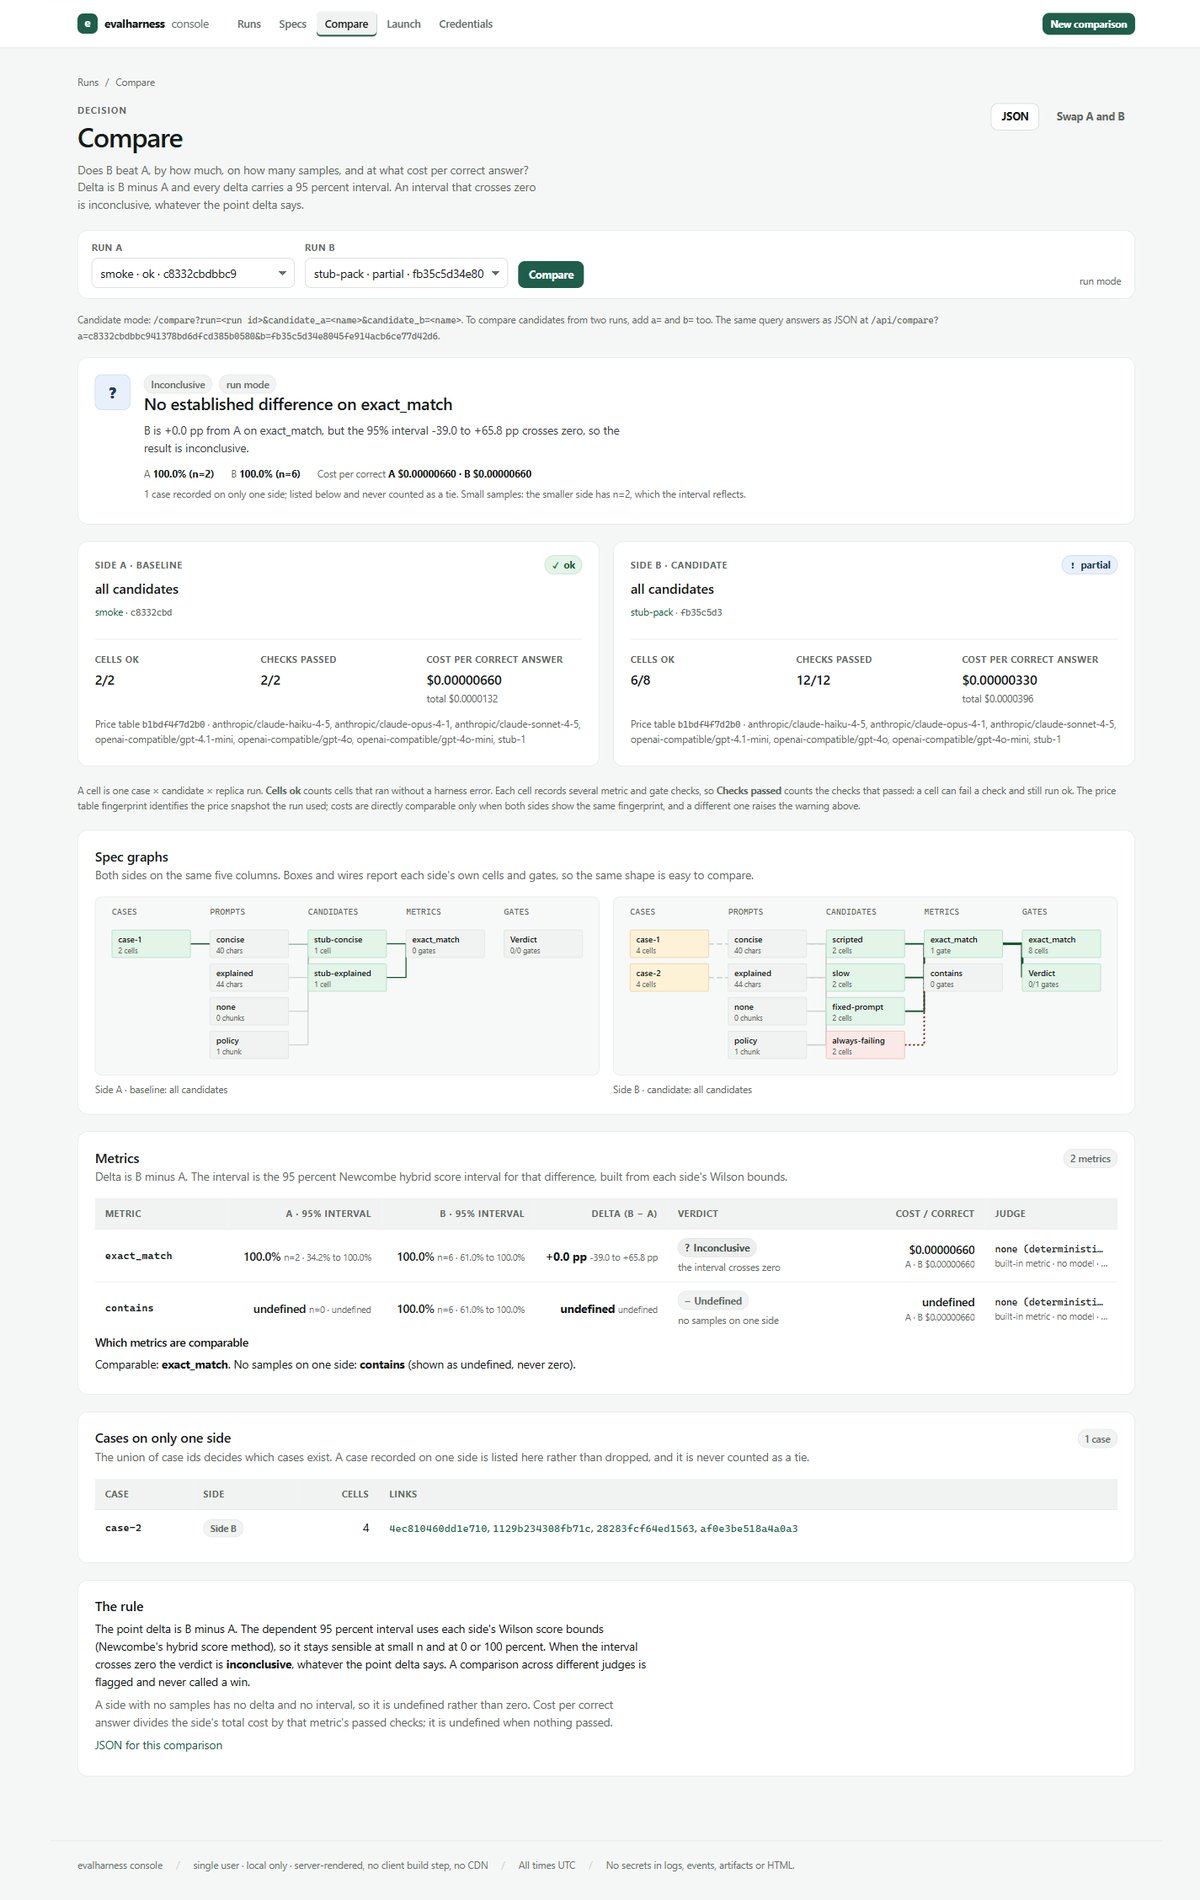 e evalharness console Runs Specs Compare Launch Credentials New comparison
Runs / Compare
DECISION
Compare
JSON Swap A and B
Does B beat A, by how much, on how many samples, and at what cost per correct answer?
Delta is B minus A and every delta carries a 95 percent interval. An interval that crosses zero
is inconclusive, whatever the point delta says.
RUN A RUN B
smoke · ok · c8332cbdbbc9 stub-pack · partial · fb35c5d34e80 Compare
run mode
Candidate mode: /compare?run=<run id>&candidate_a=<name>&candidate_b=<name>. To compare candidates from two runs, add a= and b= too. The same query answers as JSON at /api/compare?
a=c8332cbdbbc941378bd6dfcd385b0580&b=fb35c5d34e8045fe914acb6ce77d42d6.
? Inconclusive run mode
No established difference on exact_match
B is +0.0 pp from A on exact_match, but the 95% interval -39.0 to +65.8 pp crosses zero, so the
result is inconclusive.
A 100.0% (n=2) B 100.0% (n=6) Cost per correct A $0.00000660 · B $0.00000660
1 case recorded on only one side; listed below and never counted as a tie. Small samples: the smaller side has n=2, which the interval reflects.
SIDE A · BASELINE ✓ ok
all candidates
smoke · c8332cbd
CELLS OK CHECKS PASSED COST PER CORRECT ANSWER
2/2 2/2 $0.00000660
total $0.0000132
Price table b1bdf4f7d2b0 · anthropic/claude-haiku-4-5, anthropic/claude-opus-4-1, anthropic/claude-sonnet-4-5,
openai-compatible/gpt-4.1-mini, openai-compatible/gpt-4o, openai-compatible/gpt-4o-mini, stub-1
SIDE B · CANDIDATE ! partial
all candidates
stub-pack · fb35c5d3
CELLS OK CHECKS PASSED COST PER CORRECT ANSWER
6/8 12/12 $0.00000330
total $0.0000396
Price table b1bdf4f7d2b0 · anthropic/claude-haiku-4-5, anthropic/claude-opus-4-1, anthropic/claude-sonnet-4-5,
openai-compatible/gpt-4.1-mini, openai-compatible/gpt-4o, openai-compatible/gpt-4o-mini, stub-1
A cell is one case × candidate × replica run. Cells ok counts cells that ran without a harness error. Each cell records several metric and gate checks, so Checks passed counts the checks that passed: a cell can fail a check and still run ok. The price
table fingerprint identifies the price snapshot the run used; costs are directly comparable only when both sides show the same fingerprint, and a different one raises the warning above.
Spec graphs
Both sides on the same five columns. Boxes and wires report each side's own cells and gates, so the same shape is easy to compare.
CASES PROMPTS CANDIDATES METRICS GATES
case-1 concise stub-concise exact_match Verdict
2 cells 40 chars 1 cell 0 gates 0/0 gates
explained stub-explained
44 chars 1 cell
none
0 chunks
policy
1 chunk
Side A · baseline: all candidates
CASES PROMPTS CANDIDATES METRICS GATES
case-1 concise scripted exact_match exact_match
4 cells 40 chars 2 cells 1 gate 8 cells
case-2 explained slow contains Verdict
4 cells 44 chars 2 cells 0 gates 0/1 gates
none fixed-prompt
0 chunks 2 cells
policy always-failing
1 chunk 2 cells
Side B · candidate: all candidates
Metrics 2 metrics
Delta is B minus A. The interval is the 95 percent Newcombe hybrid score interval for that difference, built from each side's Wilson bounds.
METRIC A · 95% INTERVAL B · 95% INTERVAL DELTA (B − A) VERDICT COST / CORRECT JUDGE
exact_match 100.0% n=2 · 34.2% to 100.0% 100.0% n=6 · 61.0% to 100.0% +0.0 pp -39.0 to +65.8 pp ? Inconclusive $0.00000660 none (determinísti…
the interval crosses zero A · B $0.00000660 built-in metric · no model · …
contains undefined n=0 · undefined 100.0% n=6 · 61.0% to 100.0% undefined undefined – Undefined undefined none (determinísti…
no samples on one side A · B $0.00000660 built-in metric · no model · …
Which metrics are comparable
Comparable: exact_match. No samples on one side: contains (shown as undefined, never zero).
Cases on only one side 1 case
The union of case ids decides which cases exist. A case recorded on one side is listed here rather than dropped, and it is never counted as a tie.
CASE SIDE CELLS LINKS
case-2 Side B 4 4ec810460dd1e710, 1129b234308fb71c, 28283fcf64ed1563, af0e3be518a4a0a3
The rule
The point delta is B minus A. The dependent 95 percent interval uses each side's Wilson score bounds
(Newcombe's hybrid score method), so it stays sensible at small n and at 0 or 100 percent. When the interval
crosses zero the verdict is inconclusive, whatever the point delta says. A comparison across different judges is
flagged and never called a win.
A side with no samples has no delta and no interval, so it is undefined rather than zero. Cost per correct
answer divides the side's total cost by that metric's passed checks; it is undefined when nothing passed.
JSON for this comparison
evalharness console / single user · local only · server-rendered, no client build step, no CDN / All times UTC / No secrets in logs, events, artifacts or HTML.